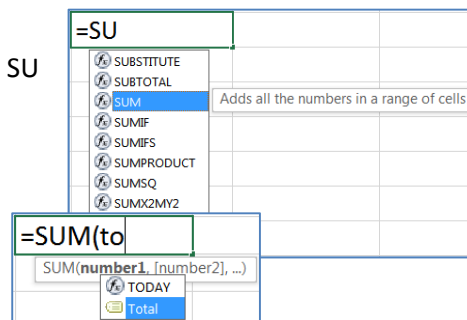 =SU
SU
SUBSTITUTE
SUBTOTAL
SUM
Adds all the numbers in a range of cells
SUMIF
SUMIFS
SUMPRODUCT
SUMSQ
SUMX2MY2
=SUM(to
SUM(number1, [number2], ...)
TODAY
Total